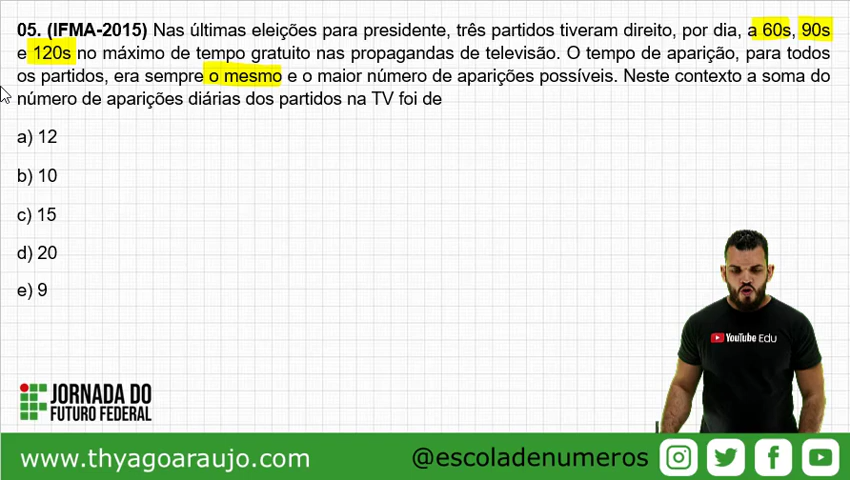 05. (IFMA-2015) Nas últimas eleições para presidente, três partidos tiveram direito, por dia, a 60s, 90s
e 120s no máximo de tempo gratuito nas propagandas de televisão. O tempo de aparição, para todos
os partidos, era sempre o mesmo e o maior número de aparições possíveis. Neste contexto a soma do
número de aparições diárias dos partidos na TV foi de
a) 12
b) 10
c) 15
d) 20
e) 9
YouTube Edu
JORNADA DO
FUTURO FEDERAL
www.thyagoaraujo.com
@escoladenumeros